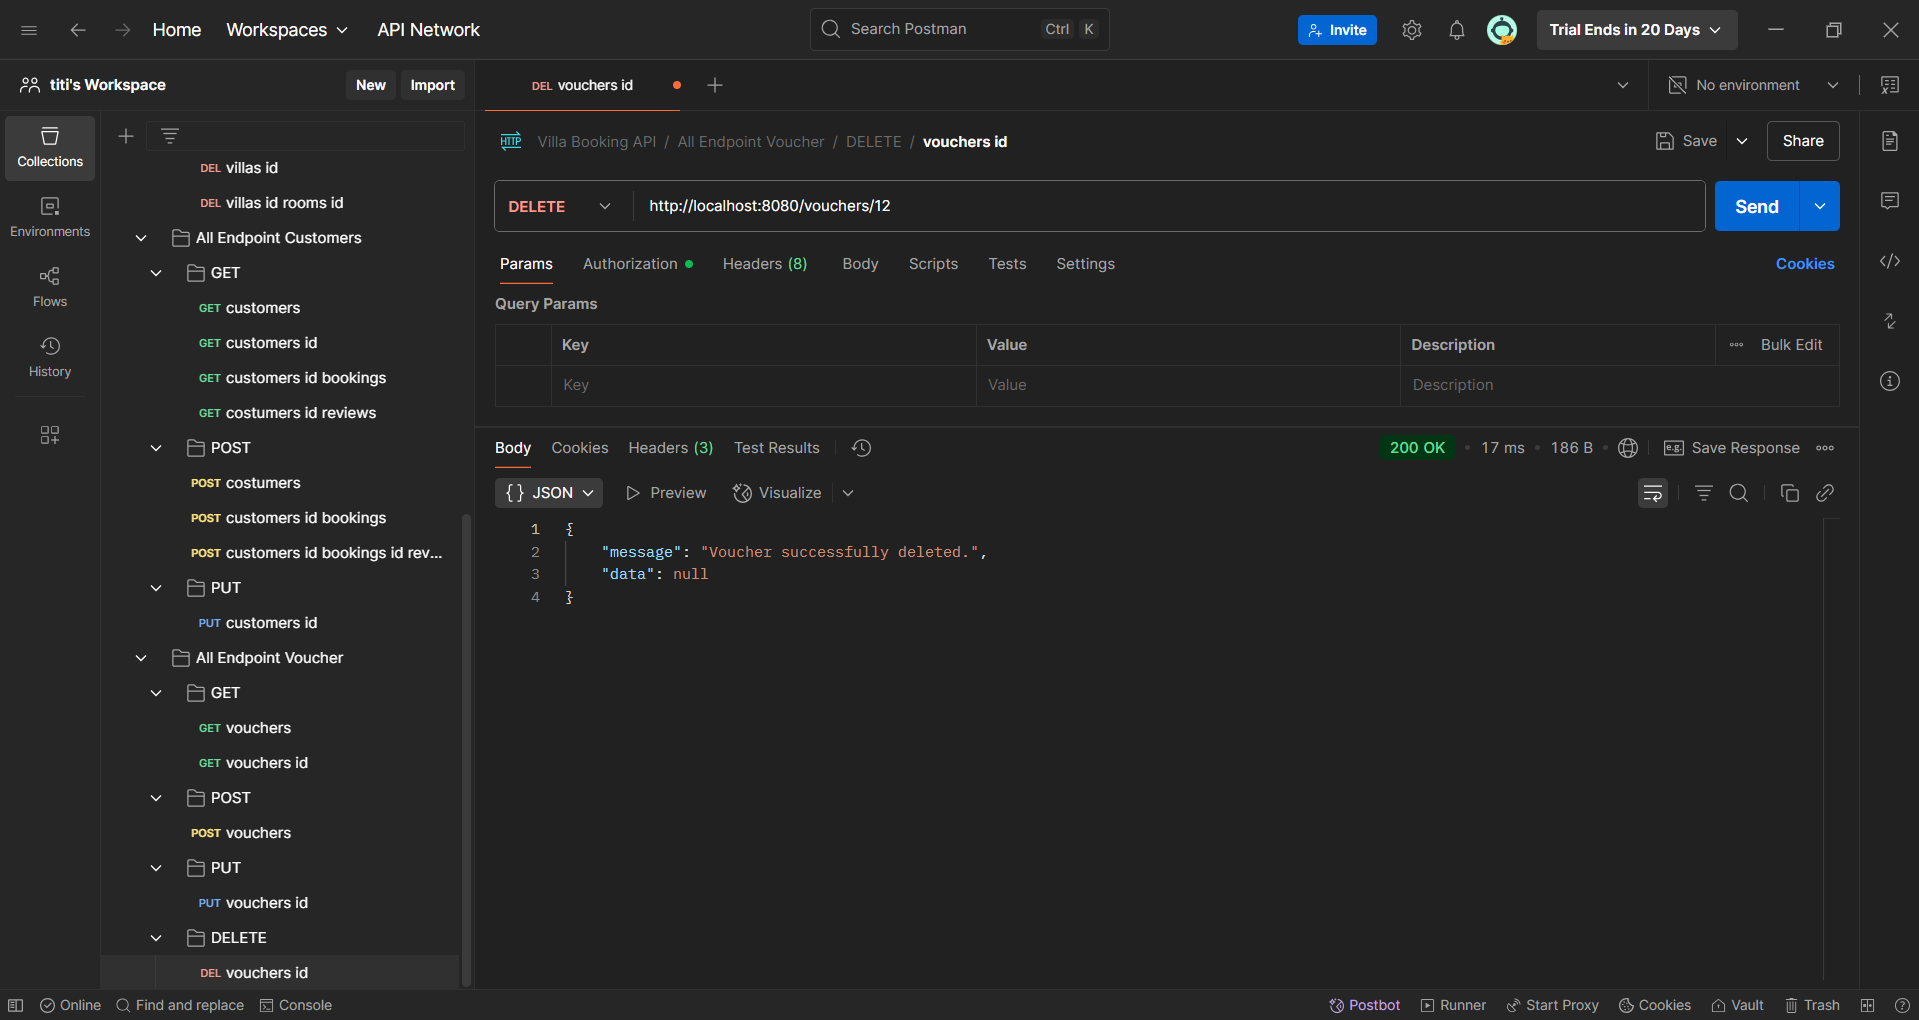 Home Workspaces API Network Search Postman Ctrl K Invite Trial Ends in 20 Days
titi's Workspace New Import DEL vouchers id No environment
Collections
Environments
Flows
History
DEL villas id
DEL villas id rooms id
All Endpoint Customers
GET
GET customers
GET customers id
GET customers id bookings
GET costumers id reviews
POST
POST costumers
POST customers id bookings
POST customers id bookings id rev...
PUT
PUT customers id
All Endpoint Voucher
GET
GET vouchers
GET vouchers id
POST
POST vouchers
PUT
PUT vouchers id
DELETE
DEL vouchers id
HTTP Villa Booking API / All Endpoint Voucher / DELETE / vouchers id Save Share
DELETE http://localhost:8080/vouchers/12 Send
Params Authorization Headers (8) Body Scripts Tests Settings Cookies
Query Params
Key Value Description Bulk Edit
Key Value Description
Body Cookies Headers (3) Test Results 200 OK • 17 ms • 186 B • e.g. Save Response
{} JSON Preview Visualize
1 {
2 "message": "Voucher successfully deleted.",
3 "data": null
4 }
Online Find and replace Console Postbot Runner Start Proxy Cookies Vault Trash